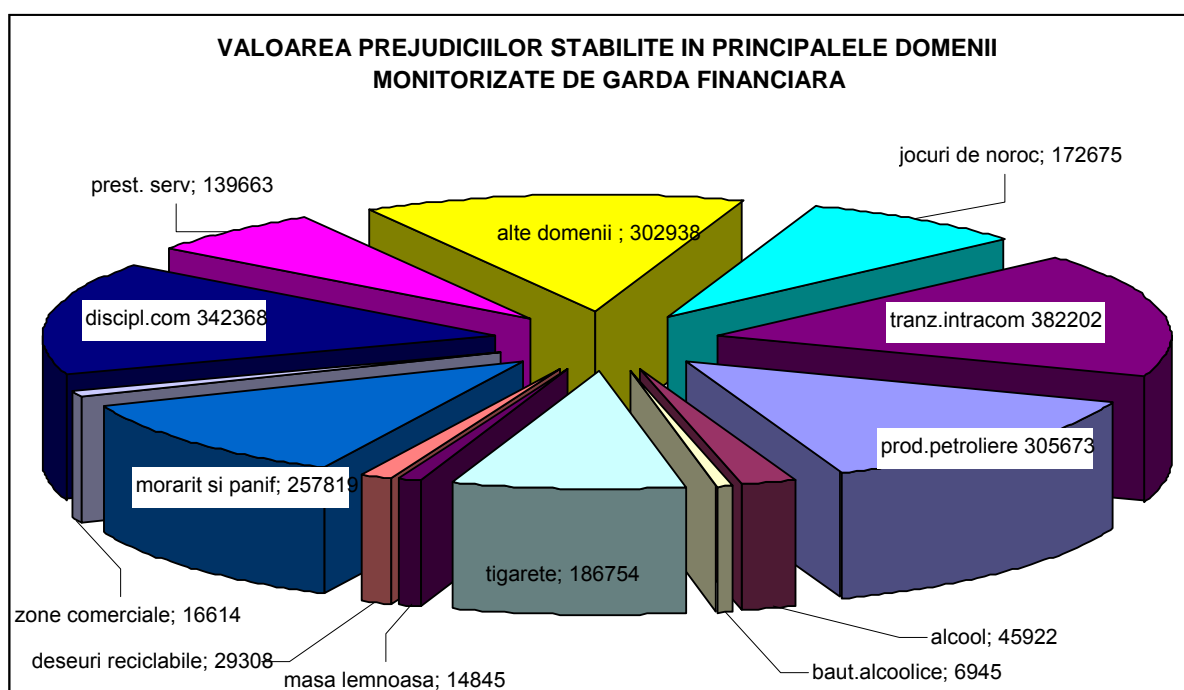 VALOAREA PREJUDICIILOR STABILITE IN PRINCIPALELE DOMENII
MONITORIZATE DE GARDA FINANCIARA
jocuri de noroc; 172675
prest. serv; 139663
alte domenii ; 302938
discipl.com 342368
tranz.intracom 382202
prod.petroliere 305673
morarit si panif; 257819
tigarete; 186754
zone comerciale; 16614
alcool; 45922
deseuri reciclabile; 29308
baut.alcoolice; 6945
masa lemnoasa; 14845